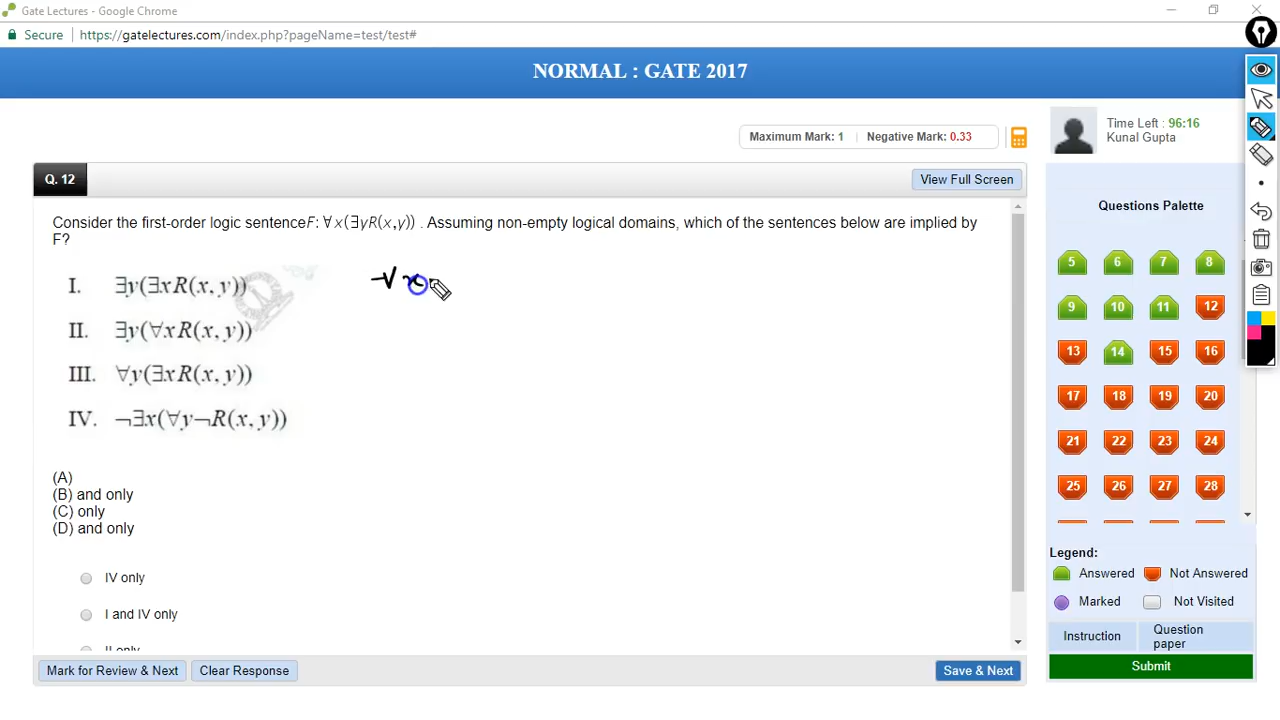 Gate Lectures - Google Chrome
Secure | https://gatelectures.com/index.php?pageName=test/test#
NORMAL : GATE 2017
Maximum Mark: 1 | Negative Mark: 0.33
Time Left : 96:16
Kunal Gupta
Q. 12
View Full Screen
Consider the first-order logic sentenceF: ∀x(∃yR(x,y)) . Assuming non-empty logical domains, which of the sentences below are implied by
F?
I. ∃y(∃xR(x, y))
II. ∃y(∀xR(x, y))
III. ∀y(∃xR(x, y))
IV. ¬∃x(∀y¬R(x, y))
∀x
(A)
(B) and only
(C) only
(D) and only
IV only
I and IV only
II only
Mark for Review & Next
Clear Response
Save & Next
Questions Palette
5 6 7 8
9 10 11 12
13 14 15 16
17 18 19 20
21 22 23 24
25 26 27 28
Legend:
Answered Not Answered
Marked Not Visited
Instruction
Question
paper
Submit